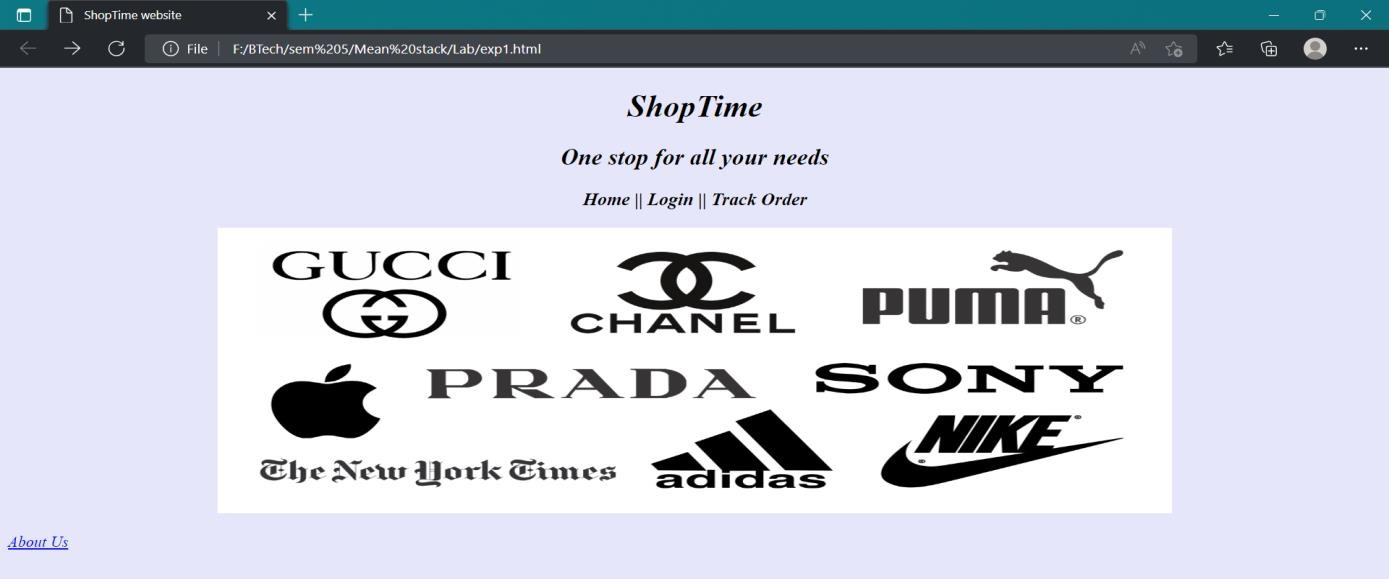 ShopTime website
File F:/BTech/sem%205/Mean%20stack/Lab/exp1.html
ShopTime
One stop for all your needs
Home || Login || Track Order
GUCCI
CHANEL
PUMA®
PRADA
SONY
The New York Times
adidas
NIKE
About Us